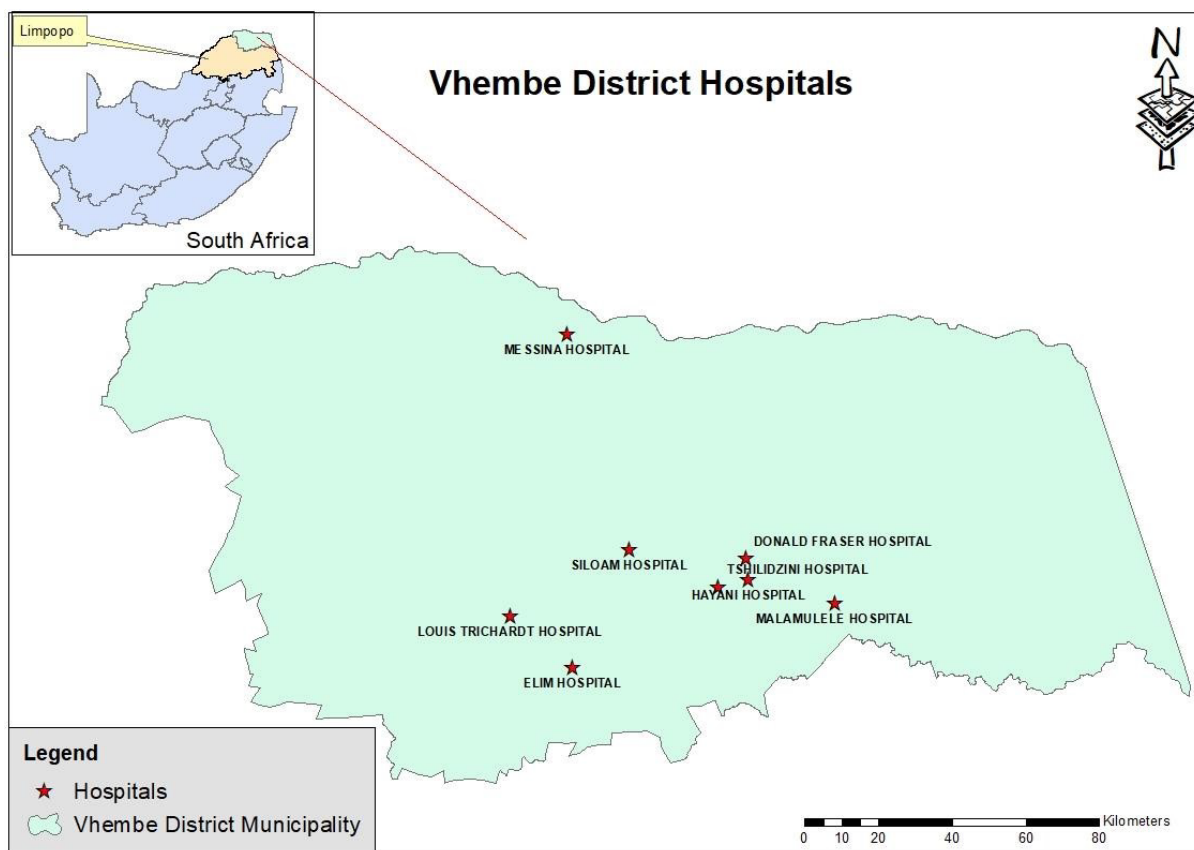 Limpopo
South Africa
Vhembe District Hospitals
N
MESSINA HOSPITAL
DONALD FRASER HOSPITAL
SILOAM HOSPITAL
TSHILIDZINI HOSPITAL
HAYANI HOSPITAL
MALAMULELE HOSPITAL
LOUIS TRICHARDT HOSPITAL
ELIM HOSPITAL
Legend
Hospitals
Vhembe District Municipality
Kilometers
0 10 20 40 60 80